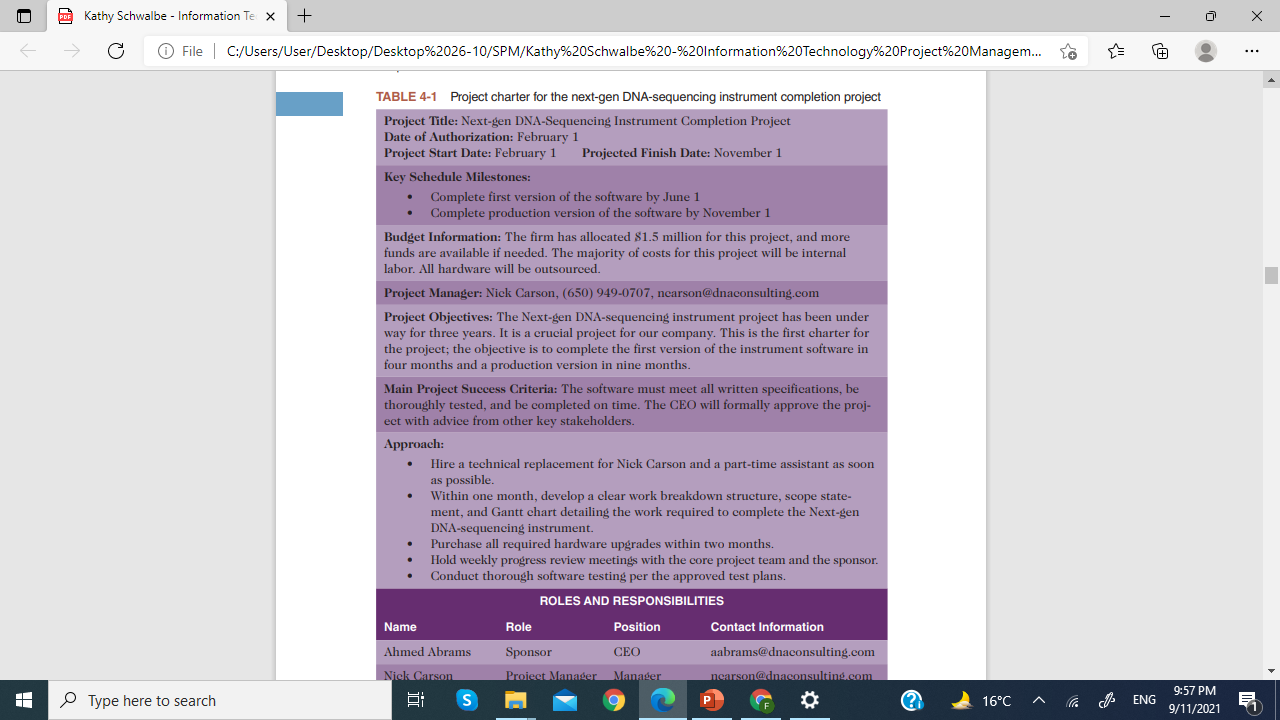 Kathy Schwalbe - Information Te
File
C:/Users/User/Desktop/Desktop%2026-10/SPM/Kathy%20Schwalbe%20-%20Information%20Technology%20Project%20Managem...
TABLE 4-1 Project charter for the next-gen DNA-sequencing instrument completion project
Project Title: Next-gen DNA-Sequencing Instrument Completion Project
Date of Authorization: February 1
Project Start Date: February 1 Projected Finish Date: November 1
Key Schedule Milestones:
• Complete first version of the software by June 1
• Complete production version of the software by November 1
Budget Information: The firm has allocated $1.5 million for this project, and more
funds are available if needed. The majority of costs for this project will be internal
labor. All hardware will be outsourced.
Project Manager: Nick Carson, (650) 949-0707, ncarson@dnaconsulting.com
Project Objectives: The Next-gen DNA-sequencing instrument project has been under
way for three years. It is a crucial project for our company. This is the first charter for
the project; the objective is to complete the first version of the instrument software in
four months and a production version in nine months.
Main Project Success Criteria: The software must meet all written specifications, be
thoroughly tested, and be completed on time. The CEO will formally approve the proj-
ect with advice from other key stakeholders.
Approach:
• Hire a technical replacement for Nick Carson and a part-time assistant as soon
as possible.
• Within one month, develop a clear work breakdown structure, scope state-
ment, and Gantt chart detailing the work required to complete the Next-gen
DNA-sequencing instrument.
• Purchase all required hardware upgrades within two months.
• Hold weekly progress review meetings with the core project team and the sponsor.
• Conduct thorough software testing per the approved test plans.
ROLES AND RESPONSIBILITIES
Name Role Position Contact Information
Ahmed Abrams Sponsor CEO aabrams@dnaconsulting.com
Nick Carson Project Manager Manager ncarson@dnaconsulting.com
Type here to search
16°C
ENG
9:57 PM
9/11/2021
1